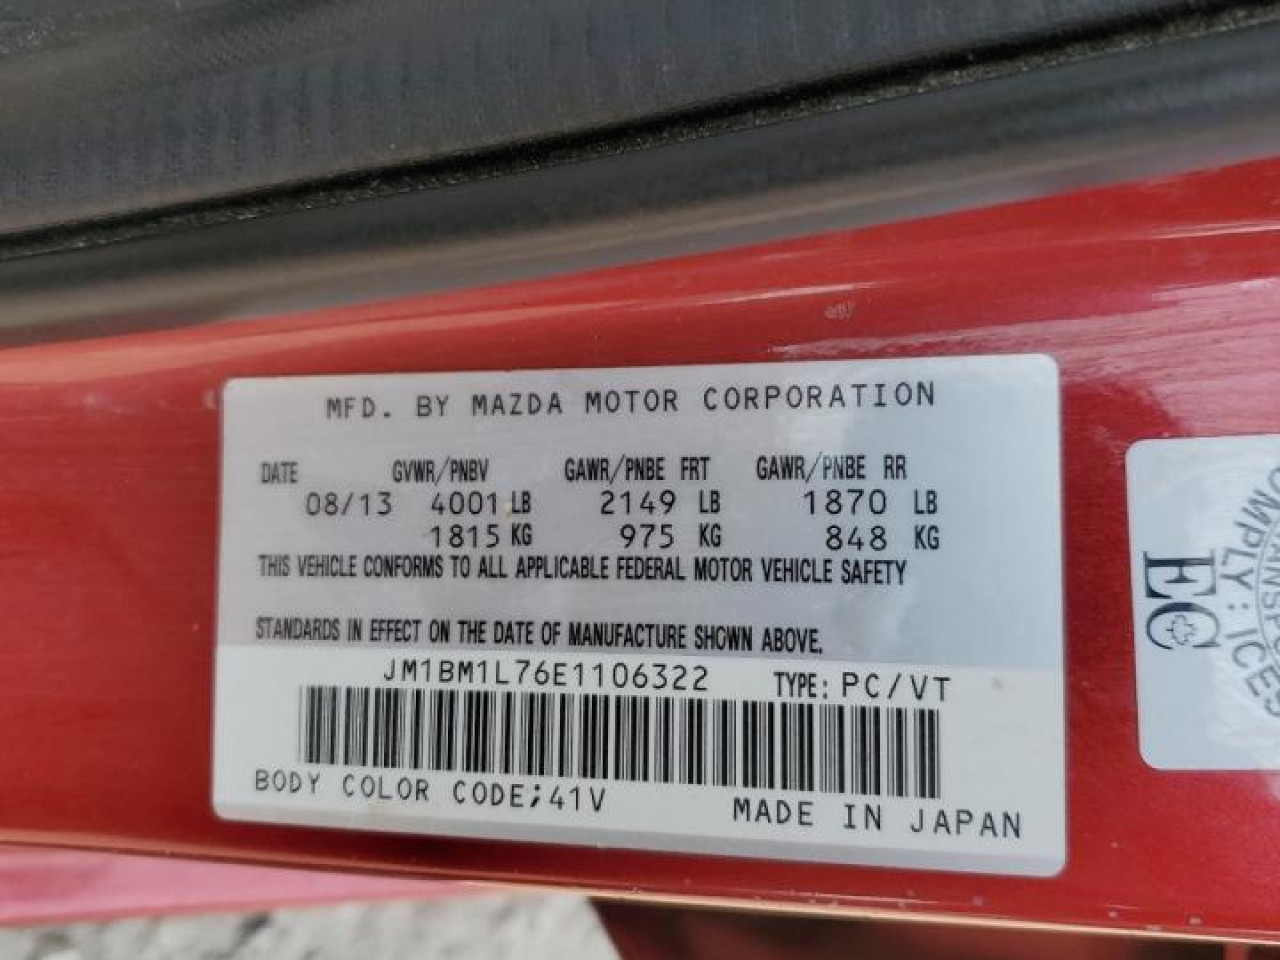 MFD. BY MAZDA MOTOR CORPORATION
DATE GVWR/PNBV GAWR/PNBE FRT GAWR/PNBE RR
08/13 4001 LB 2149 LB 1870 LB
1815 KG 975 KG 848 KG
THIS VEHICLE CONFORMS TO ALL APPLICABLE FEDERAL MOTOR VEHICLE SAFETY
STANDARDS IN EFFECT ON THE DATE OF MANUFACTURE SHOWN ABOVE.
JM1BM1L76E1106322 TYPE: PC/VT
BODY COLOR CODE;41V MADE IN JAPAN
EC